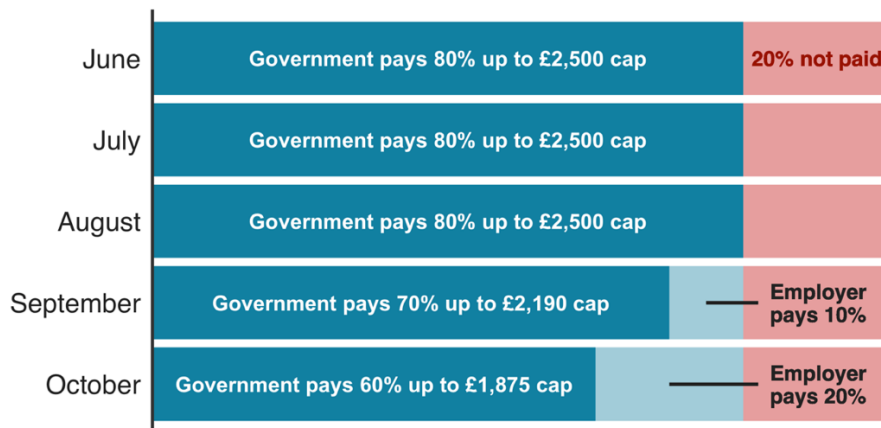 June
Government pays 80% up to £2,500 cap
20% not paid
July
Government pays 80% up to £2,500 cap
August
Government pays 80% up to £2,500 cap
September
Government pays 70% up to £2,190 cap
Employer
pays 10%
October
Government pays 60% up to £1,875 cap
Employer
pays 20%